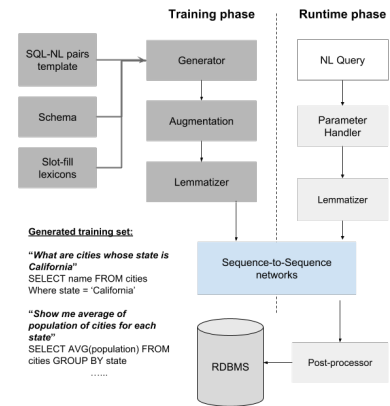 Training phase
Runtime phase
SQL-NL pairs
template
Generator
NL Query
Schema
Augmentation
Parameter
Handler
Slot-fill
lexicons
Lemmatizer
Lemmatizer
Generated training set:
“What are cities whose state is
California”
SELECT name FROM cities
Where state = ‘California’
“Show me average of
population of cities for each
state”
SELECT AVG(population) FROM
cities GROUP BY state
…...
Sequence-to-Sequence
networks
RDBMS
Post-processor